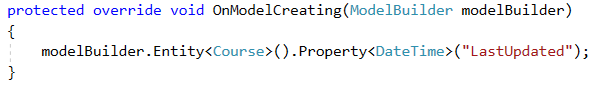 protected override void OnModelCreating(ModelBuilder modelBuilder)
{
    modelBuilder.Entity<Course>().Property<DateTime>("LastUpdated");
}